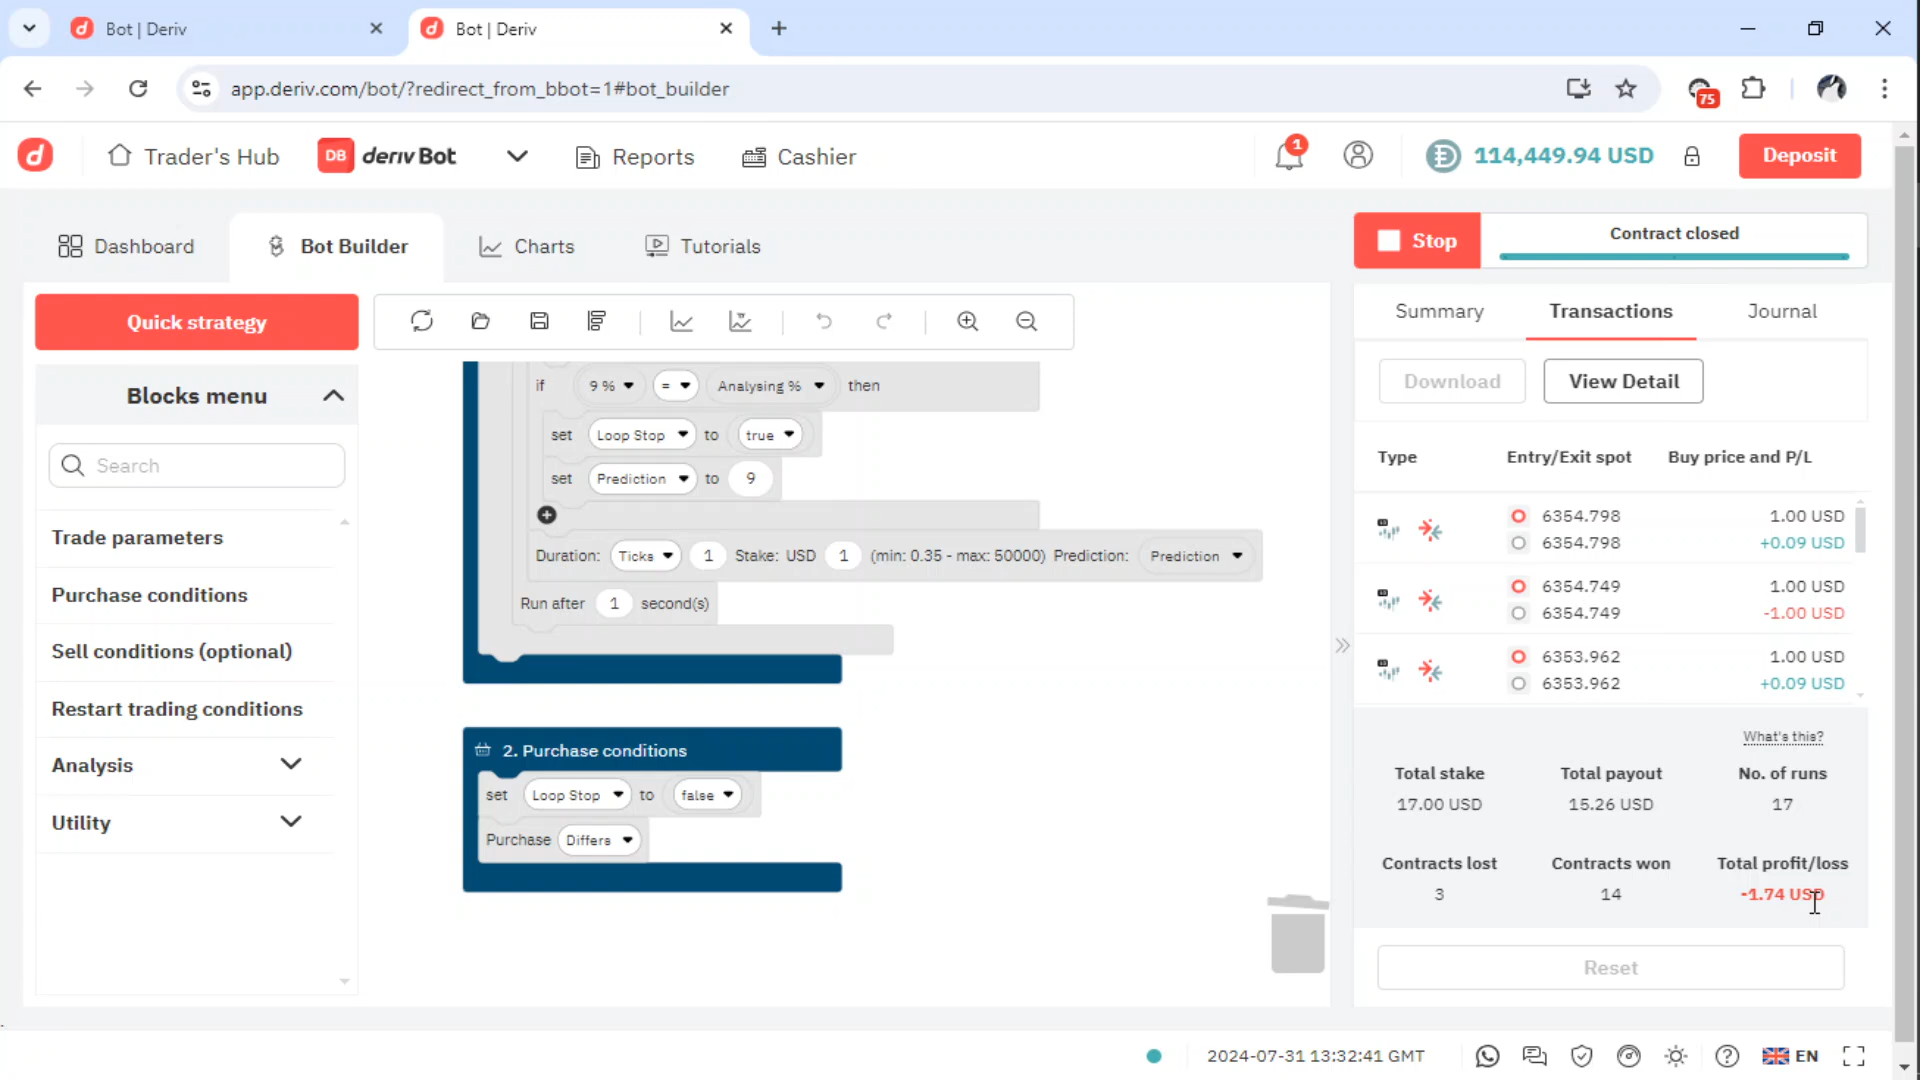 Bot | Deriv
Bot | Deriv
app.deriv.com/bot/?redirect_from_bbot=1#bot_builder
75
Trader's Hub
DB deriv Bot
Reports
Cashier
1
114,449.94 USD
Deposit
Dashboard
Bot Builder
Charts
Tutorials
Stop
Contract closed
Quick strategy
Summary
Transactions
Journal
Download
View Detail
Blocks menu
Search
Trade parameters
Purchase conditions
Sell conditions (optional)
Restart trading conditions
Analysis
Utility
if 9 % = Analysing % then
set Loop Stop to true
set Prediction to 9
Duration: Ticks 1 Stake: USD 1 (min: 0.35 - max: 50000) Prediction: Prediction
Run after 1 second(s)
2. Purchase conditions
set Loop Stop to false
Purchase Differs
Type Entry/Exit spot Buy price and P/L
6354.798 1.00 USD
6354.798 +0.09 USD
6354.749 1.00 USD
6354.749 -1.00 USD
6353.962 1.00 USD
6353.962 +0.09 USD
What's this?
Total stake Total payout No. of runs
17.00 USD 15.26 USD 17
Contracts lost Contracts won Total profit/loss
3 14 -1.74 USD
Reset
2024-07-31 13:32:41 GMT
EN